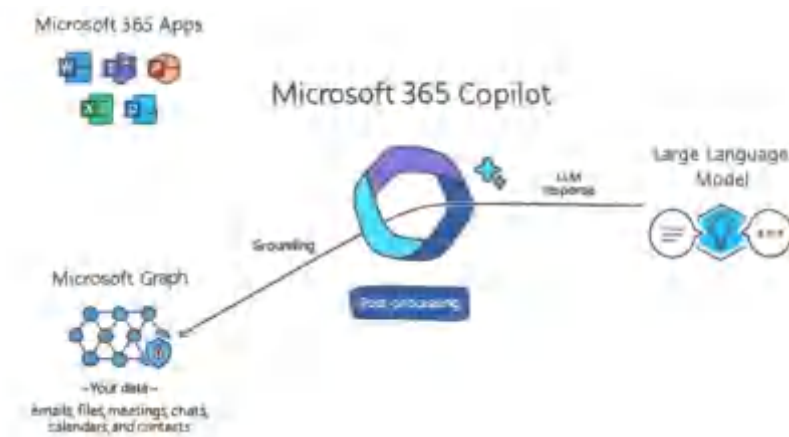 Microsoft 365 Apps
Microsoft 365 Copilot
Large Language
Model
LLM
response
Grounding
Microsoft Graph
Post-processing
–Your data–
emails, files, meetings, chats,
calendars, and contacts